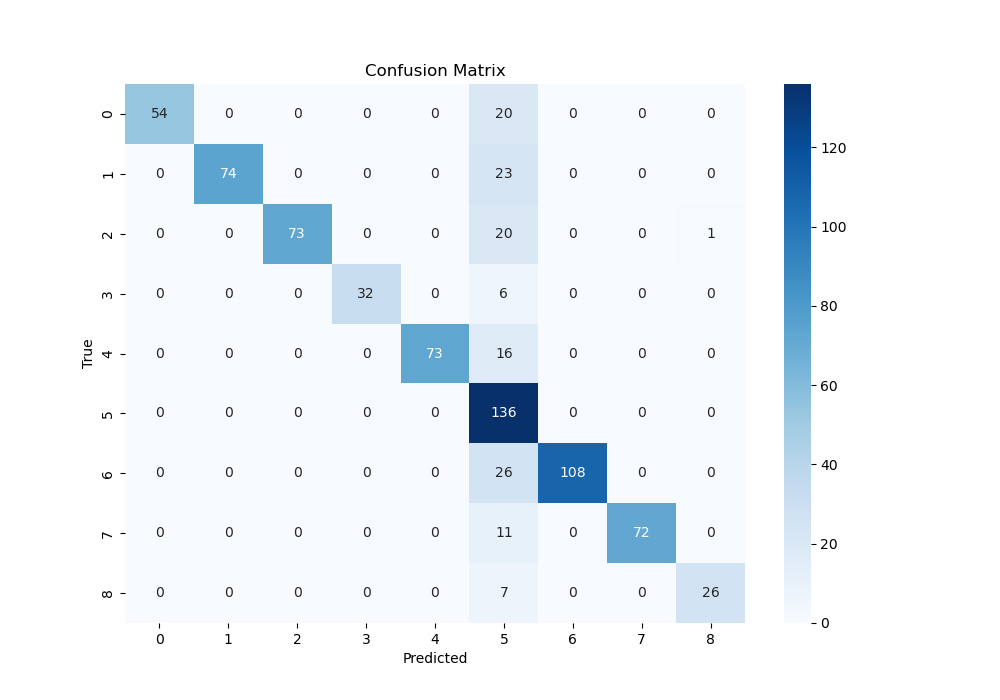 Confusion Matrix
0 54 0 0 0 0 20 0 0 0
1 0 74 0 0 0 23 0 0 0
2 0 0 73 0 0 20 0 0 1
3 0 0 0 32 0 6 0 0 0
4 0 0 0 0 73 16 0 0 0
5 0 0 0 0 0 136 0 0 0
6 0 0 0 0 0 26 108 0 0
7 0 0 0 0 0 11 0 72 0
8 0 0 0 0 0 7 0 0 26
0 1 2 3 4 5 6 7 8
Predicted
True
120
100
80
60
40
20
0